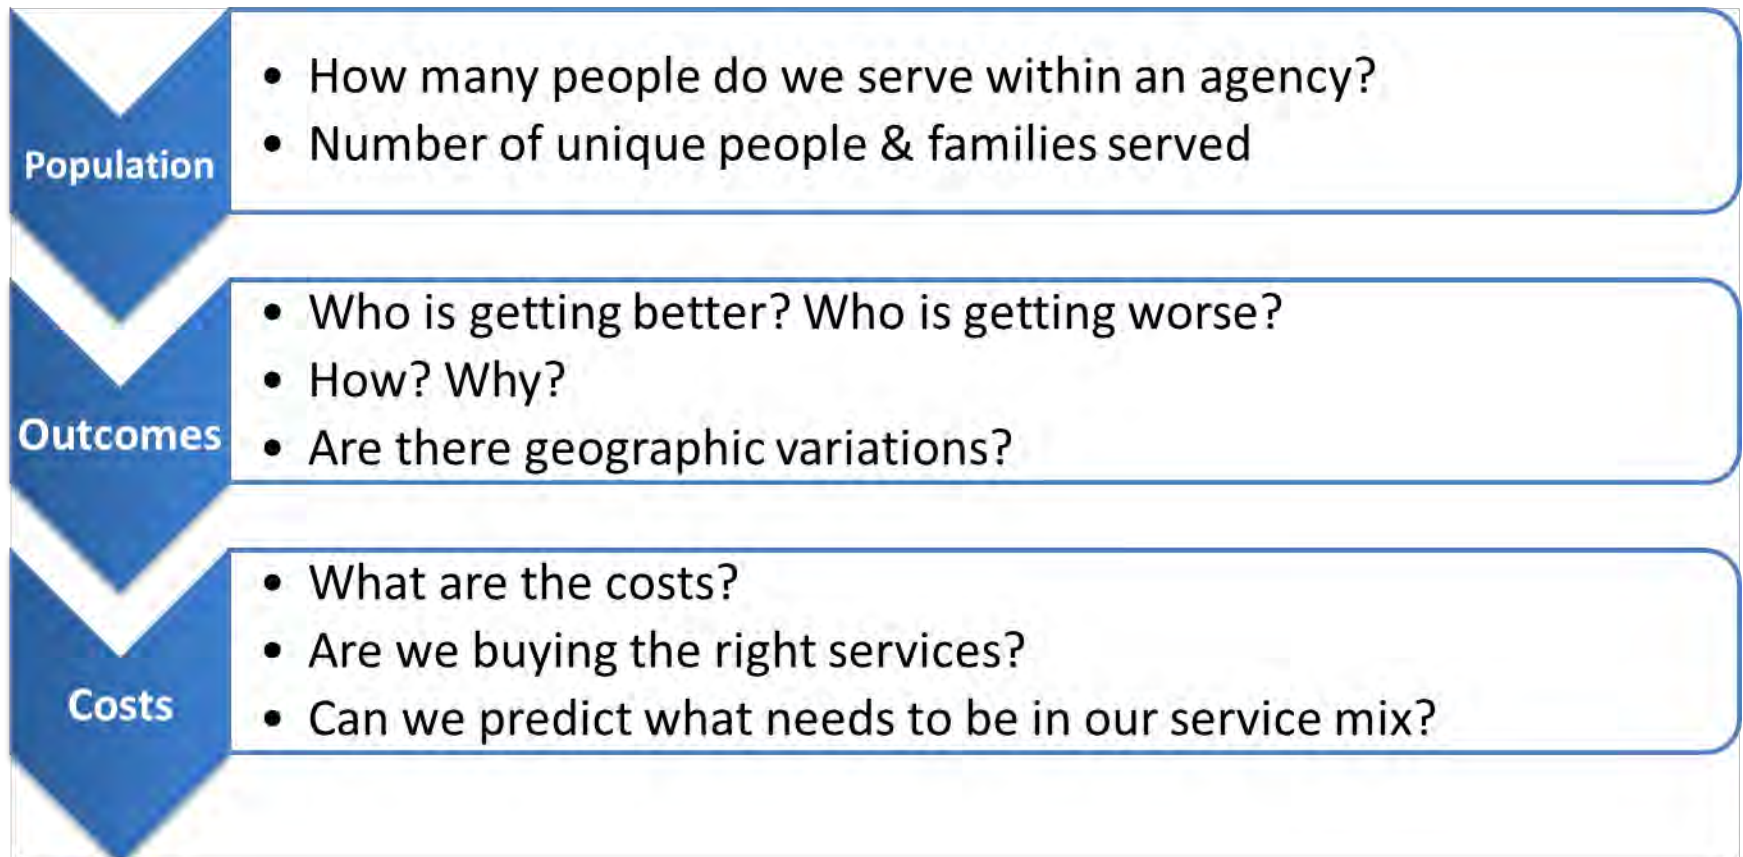 Population
• How many people do we serve within an agency?
• Number of unique people & families served
Outcomes
• Who is getting better? Who is getting worse?
• How? Why?
• Are there geographic variations?
Costs
• What are the costs?
• Are we buying the right services?
• Can we predict what needs to be in our service mix?